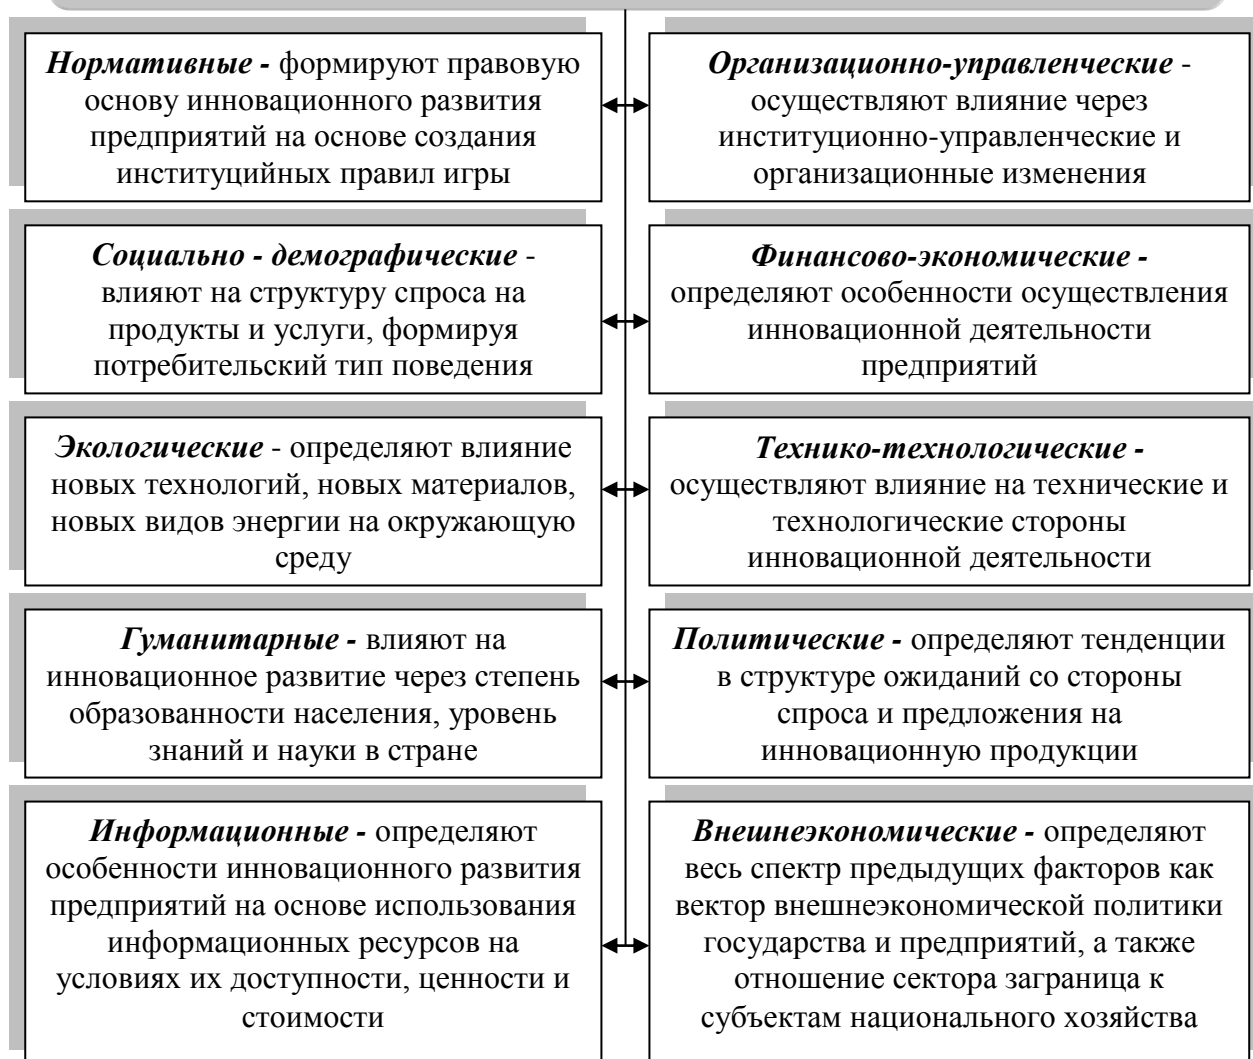 Нормативные - формируют правовую
основу инновационного развития
предприятий на основе создания
институцийных правил игры
Организационно-управленческие -
осуществляют влияние через
институционно-управленческие и
организационные изменения
Социально - демографические -
влияют на структуру спроса на
продукты и услуги, формируя
потребительский тип поведения
Финансово-экономические -
определяют особенности осуществления
инновационной деятельности
предприятий
Экологические - определяют влияние
новых технологий, новых материалов,
новых видов энергии на окружающую
среду
Технико-технологические -
осуществляют влияние на технические и
технологические стороны
инновационной деятельности
Гуманитарные - влияют на
инновационное развитие через степень
образованности населения, уровень
знаний и науки в стране
Политические - определяют тенденции
в структуре ожиданий со стороны
спроса и предложения на
инновационную продукции
Информационные - определяют
особенности инновационного развития
предприятий на основе использования
информационных ресурсов на
условиях их доступности, ценности и
стоимости
Внешнеэкономические - определяют
весь спектр предыдущих факторов как
вектор внешнеэкономической политики
государства и предприятий, а также
отношение сектора заграница к
субъектам национального хозяйства